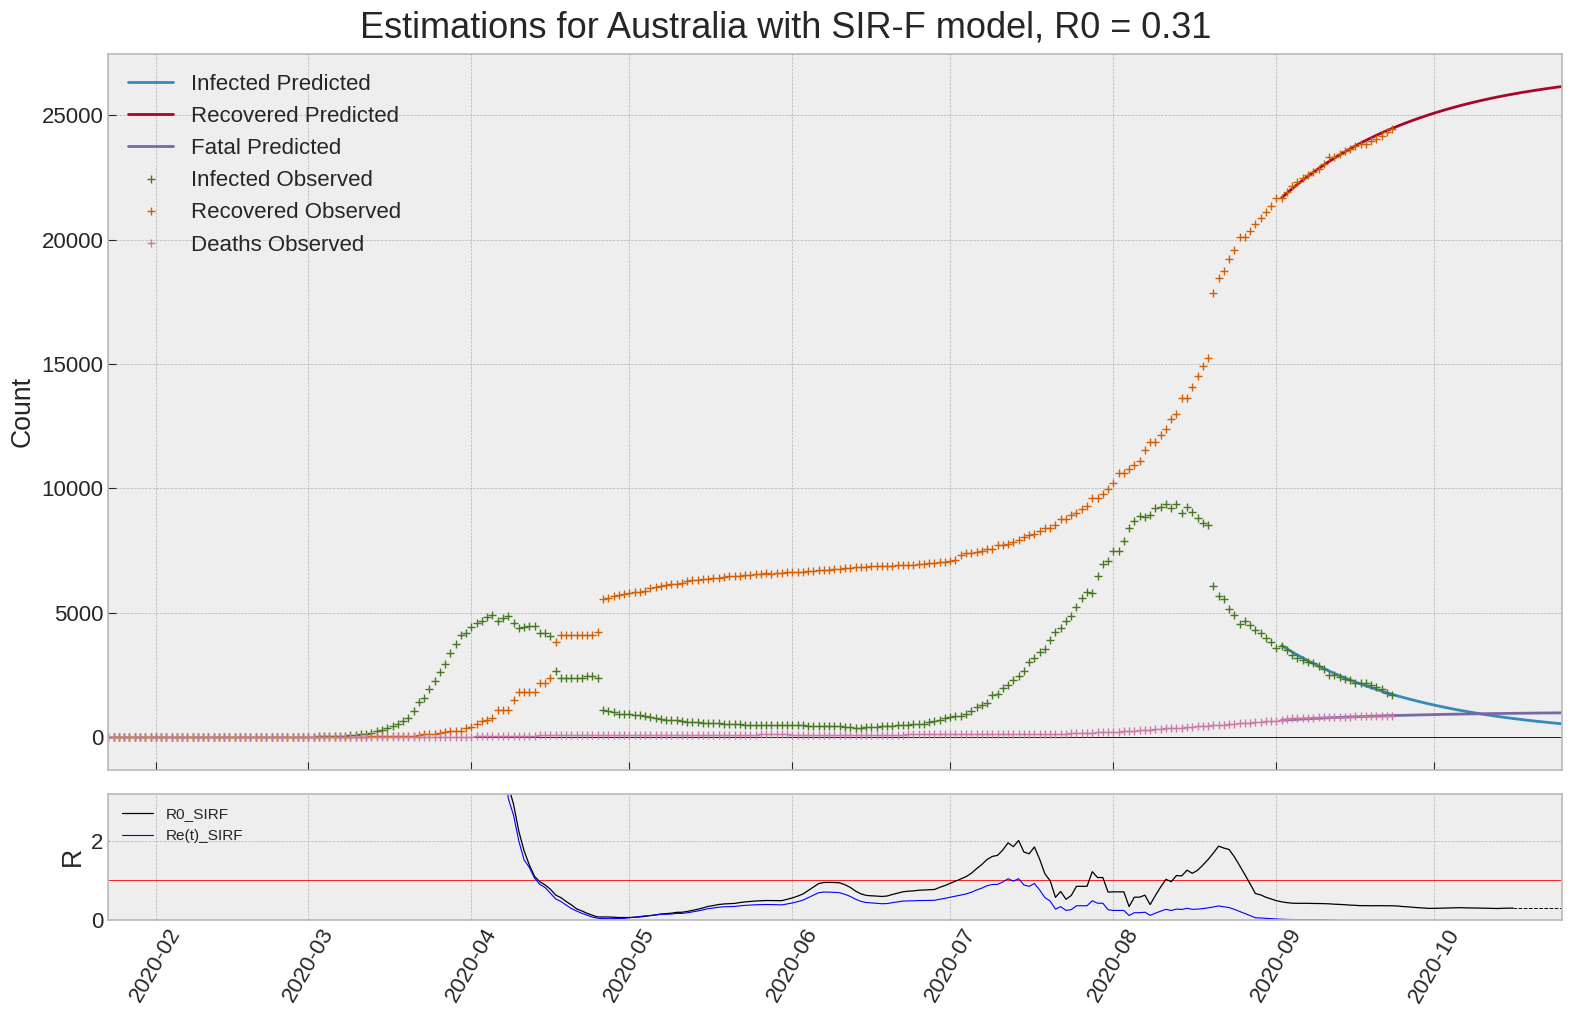 Estimations for Australia with SIR-F model, R0 = 0.31
Infected Predicted
Recovered Predicted
Fatal Predicted
Infected Observed
Recovered Observed
Deaths Observed
25000
20000
15000
10000
5000
0
Count
R0_SIRF
Re(t)_SIRF
2
0
R
2020-02
2020-03
2020-04
2020-05
2020-06
2020-07
2020-08
2020-09
2020-10